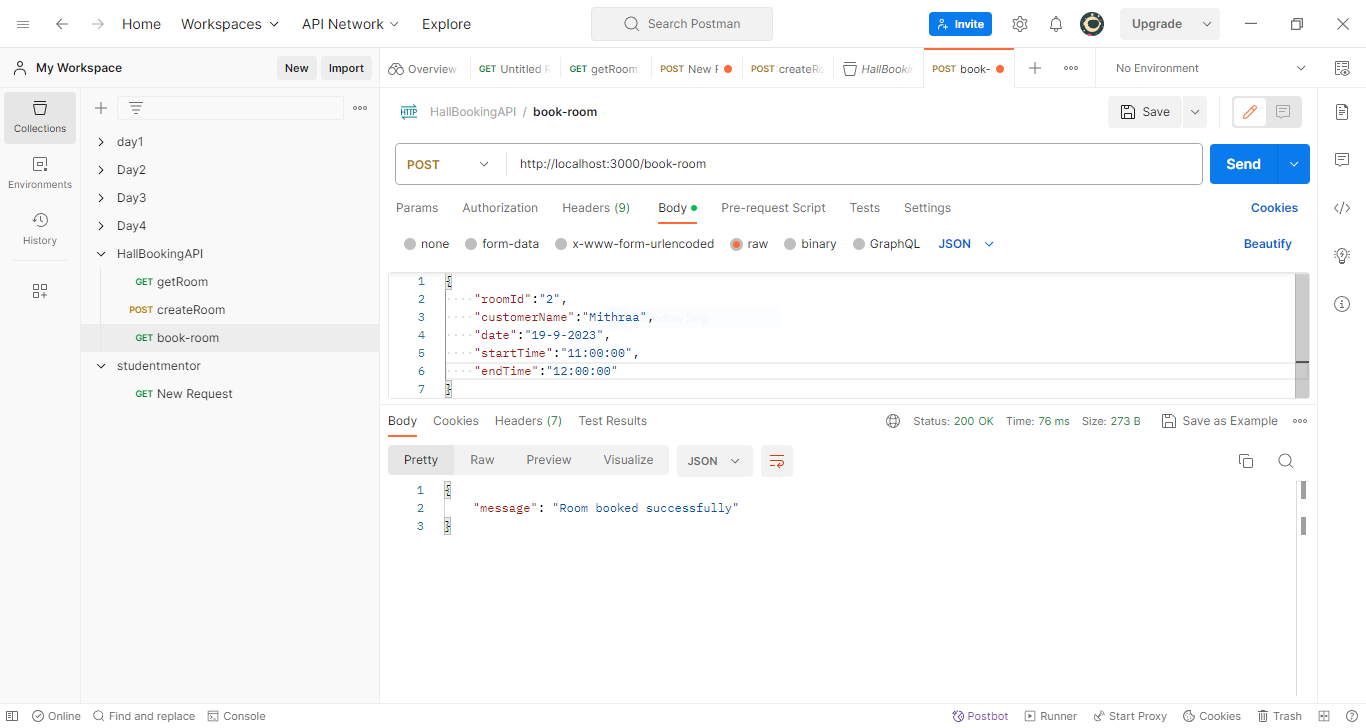 Home Workspaces API Network Explore Search Postman Invite Upgrade
My Workspace New Import Overview GET Untitled R GET getRoom POST New F POST createRo HallBookin POST book- No Environment
Collections
Environments
History
day1
Day2
Day3
Day4
HallBookingAPI
GET getRoom
POST createRoom
GET book-room
studentmentor
GET New Request
HTTP HallBookingAPI / book-room Save
POST http://localhost:3000/book-room Send
Params Authorization Headers (9) Body Pre-request Script Tests Settings Cookies
none form-data x-www-form-urlencoded raw binary GraphQL JSON Beautify
1 {
2 "roomId":"2",
3 "customerName":"Mithraa",
4 "date":"19-9-2023",
5 "startTime":"11:00:00",
6 "endTime":"12:00:00"
7 }
Body Cookies Headers (7) Test Results Status: 200 OK Time: 76 ms Size: 273 B Save as Example
Pretty Raw Preview Visualize JSON
1 {
2 "message": "Room booked successfully"
3 }
Online Find and replace Console Postbot Runner Start Proxy Cookies Trash